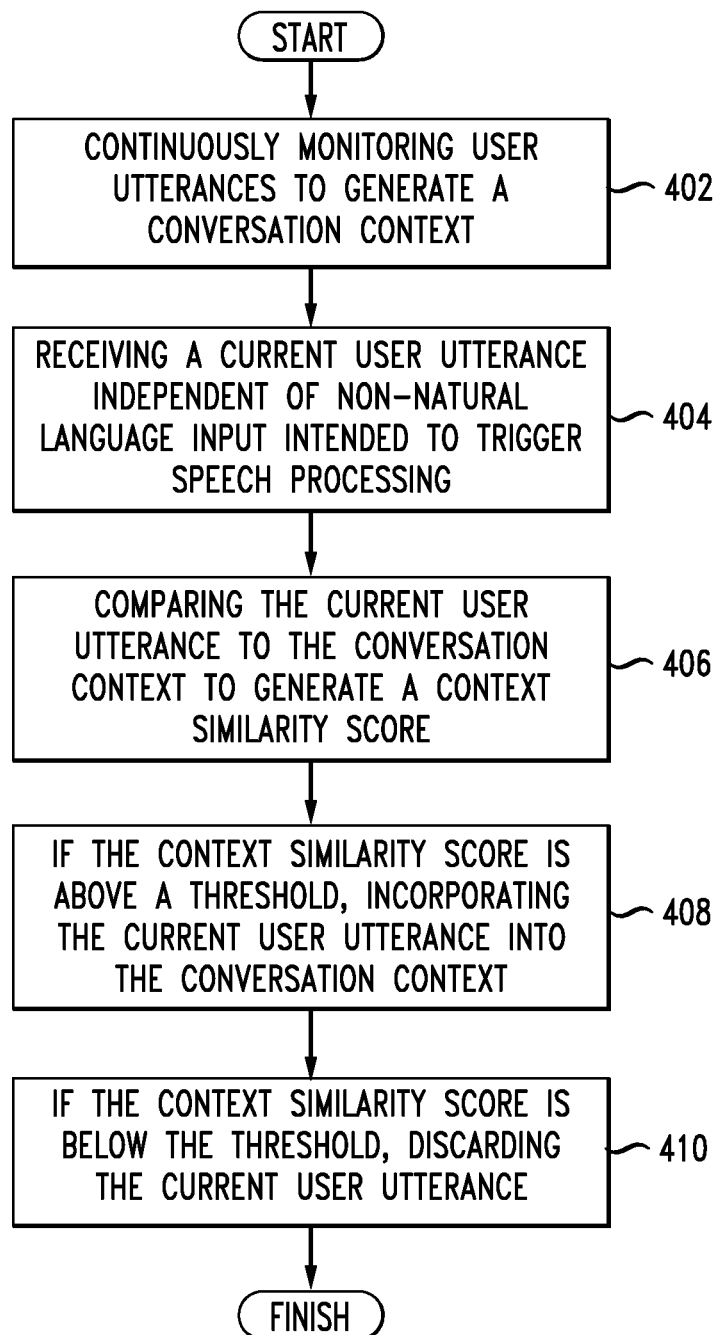 START
CONTINUOUSLY MONITORING USER
UTTERANCES TO GENERATE A
CONVERSATION CONTEXT
402
RECEIVING A CURRENT USER UTTERANCE
INDEPENDENT OF NON-NATURAL
LANGUAGE INPUT INTENDED TO TRIGGER
SPEECH PROCESSING
404
COMPARING THE CURRENT USER
UTTERANCE TO THE CONVERSATION
CONTEXT TO GENERATE A CONTEXT
SIMILARITY SCORE
406
IF THE CONTEXT SIMILARITY SCORE IS
ABOVE A THRESHOLD, INCORPORATING
THE CURRENT USER UTTERANCE INTO
THE CONVERSATION CONTEXT
408
IF THE CONTEXT SIMILARITY SCORE IS
BELOW THE THRESHOLD, DISCARDING
THE CURRENT USER UTTERANCE
410
FINISH